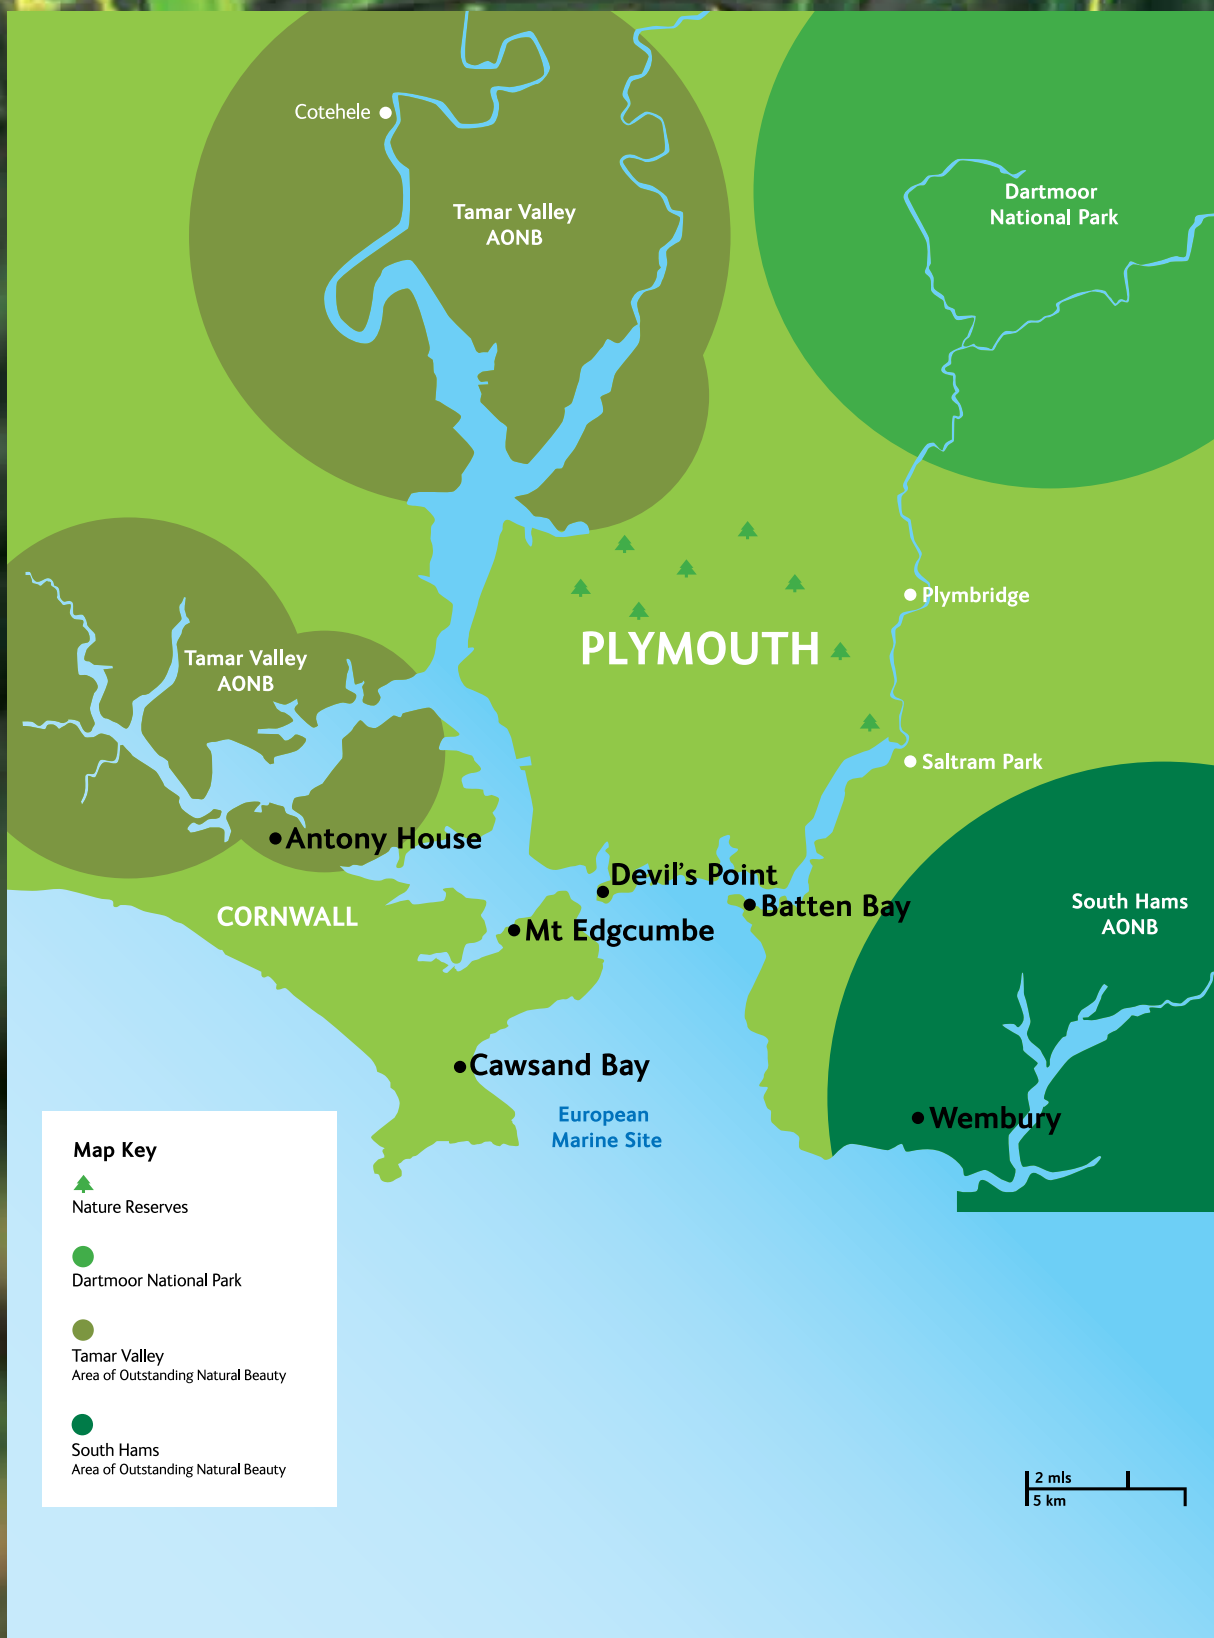 Cotehele
Tamar Valley
AONB
Dartmoor
National Park
Plymbridge
PLYMOUTH
Tamar Valley
AONB
Saltram Park
Antony House
Devil's Point
Batten Bay
South Hams
AONB
CORNWALL
Mt Edgcumbe
Cawsand Bay
European
Marine Site
Wembury
Map Key
Nature Reserves
Dartmoor National Park
Tamar Valley
Area of Outstanding Natural Beauty
South Hams
Area of Outstanding Natural Beauty
2 mls
5 km